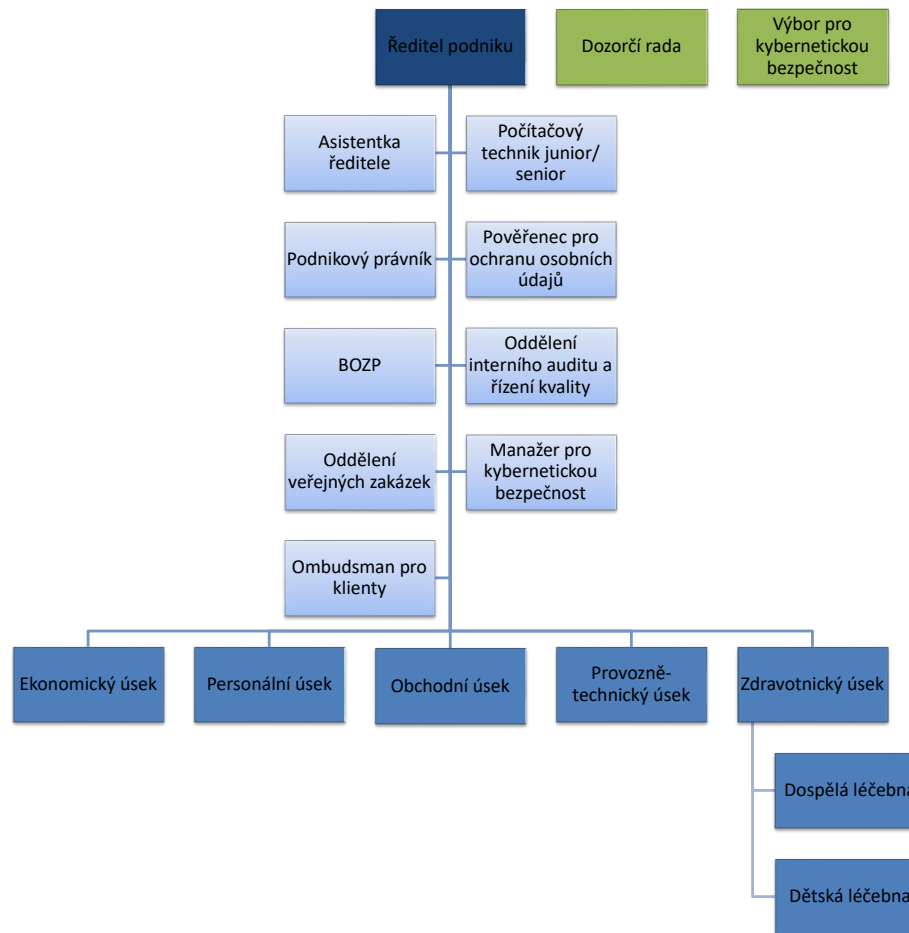 Ředitel podniku
Dozorčí rada
Výbor pro
kybernetickou
bezpečnost
Asistentka
ředitele
Počítačový
technik junior/
senior
Podnikový právník
Pověřenec pro
ochranu osobních
údajů
BOZP
Oddělení
interního auditu a
řízení kvality
Oddělení
veřejných zakázek
Manažer pro
kybernetickou
bezpečnost
Ombudsman pro
klienty
Ekonomický úsek
Personální úsek
Obchodní úsek
Provozně-
technický úsek
Zdravotnický úsek
Dospělá léčebna
Dětská léčebna